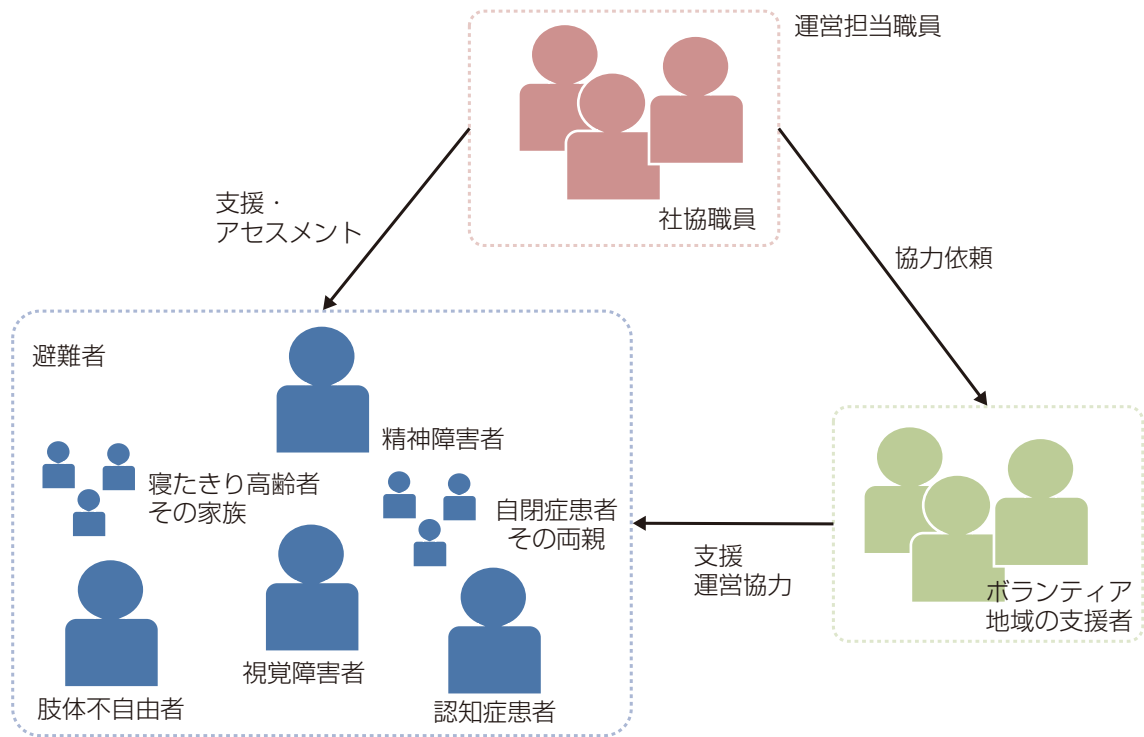 運営担当職員
社協職員
支援・
アセスメント
協力依頼
避難者
精神障害者
寝たきり高齢者
その家族
自閉症患者
その両親
支援
運営協力
ボランティア
地域の支援者
視覚障害者
肢体不自由者
認知症患者